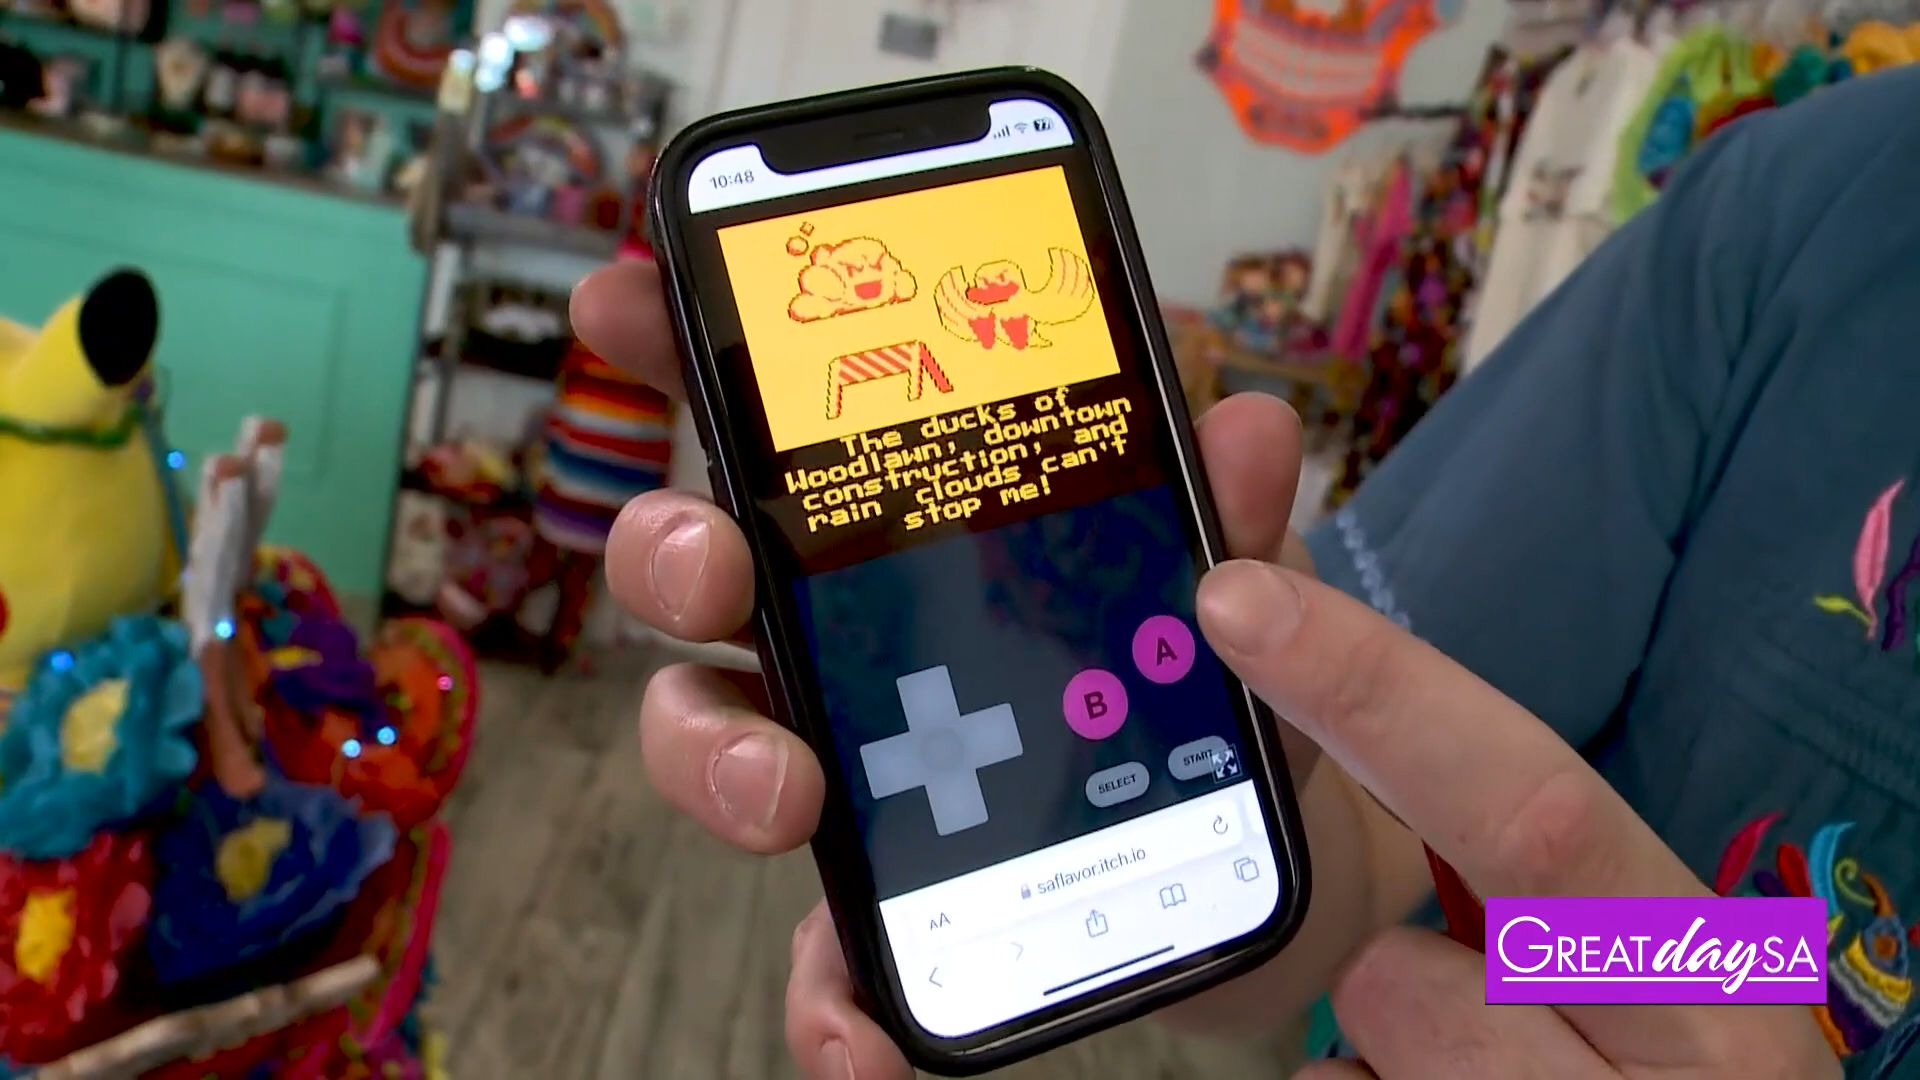 10:48
77
The ducks of
Woodlawn, downtown
construction, and
rain clouds can't
stop me!
A
B
SELECT
START
AA
saflavor.itch.io
GREATdaySA